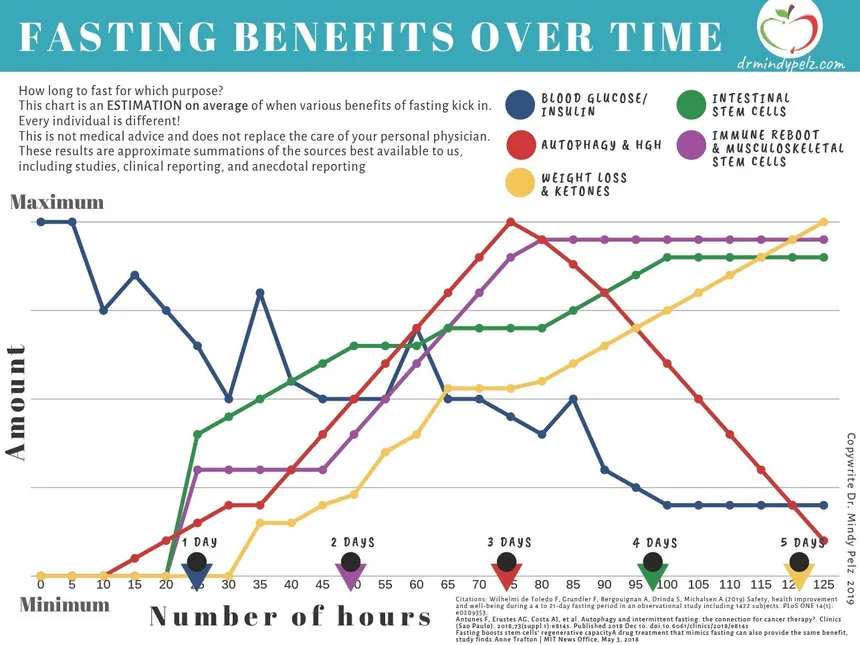 FASTING BENEFITS OVER TIME
drmindypelz.com
How long to fast for which purpose?
This chart is an ESTIMATION on average of when various benefits of fasting kick in.
Every individual is different!
This is not medical advice and does not replace the care of your personal physician.
These results are approximate summations of the sources best available to us,
including studies, clinical reporting, and anecdotal reporting
BLOOD GLUCOSE/
INSULIN
AUTOPHAGY & HGH
WEIGHT LOSS
& KETONES
INTESTINAL
STEM CELLS
IMMUNE REBOOT
& MUSCULOSKELETAL
STEM CELLS
Maximum
Amount
Minimum
1 DAY
2 DAYS
3 DAYS
4 DAYS
5 DAYS
0 5 10 15 20 25 30 35 40 45 50 55 60 65 70 75 80 85 90 95 100 105 110 115 120 125
Number of hours
Copywrite Dr. Mindy Pelz 2019
Citations: Wilhelmi de Toledo F, Grundler F, Bergouignan A, Drinda S, Michalsen A (2019) Safety, health improvement
and well-being during a 4 to 21-day fasting period in an observational study including 1422 subjects. PLoS ONE 14(1):
e0209353.
Antunes F, Erustes AG, Costa AJ, et al. Autophagy and intermittent fasting: the connection for cancer therapy?. Clinics
(Sao Paulo). 2018;73(suppl 1):e814s. Published 2018 Dec 10. doi:10.6061/clinics/2018/e814s
Fasting boosts stem cells' regenerative capacityA drug treatment that mimics fasting can also provide the same benefit,
study finds.Anne Trafton | MIT News Office, May 3, 2018